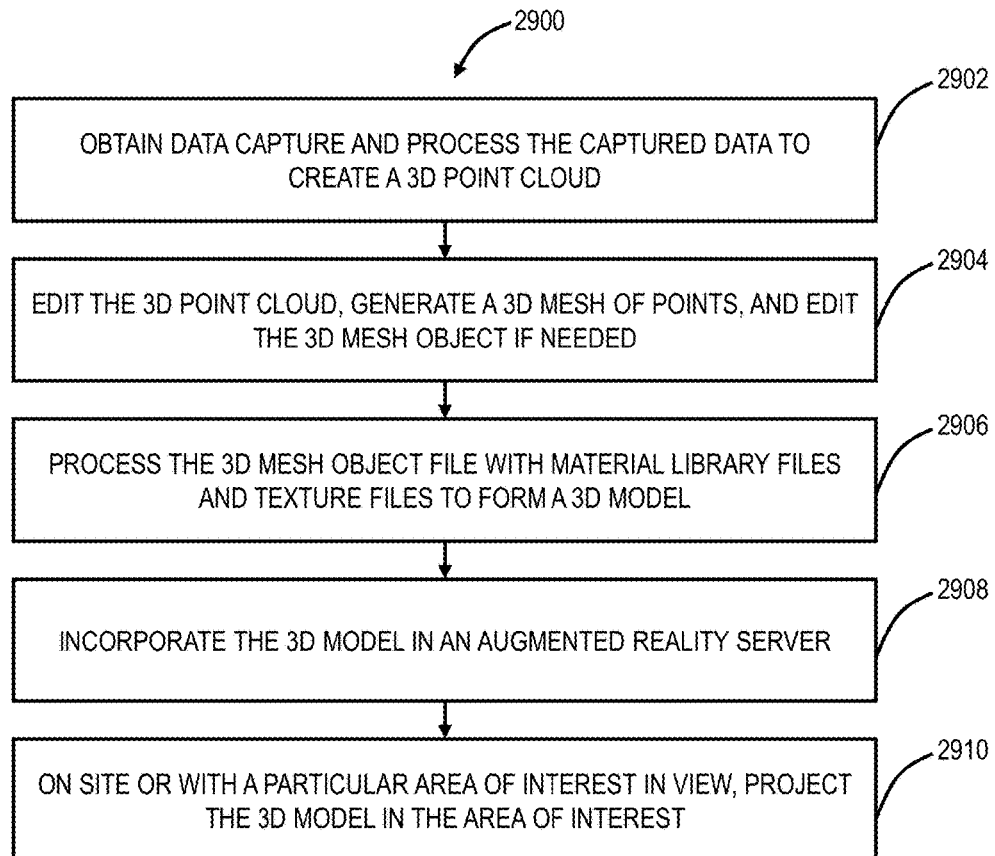 2900
2902
OBTAIN DATA CAPTURE AND PROCESS THE CAPTURED DATA TO
CREATE A 3D POINT CLOUD
2904
EDIT THE 3D POINT CLOUD, GENERATE A 3D MESH OF POINTS, AND EDIT
THE 3D MESH OBJECT IF NEEDED
2906
PROCESS THE 3D MESH OBJECT FILE WITH MATERIAL LIBRARY FILES
AND TEXTURE FILES TO FORM A 3D MODEL
2908
INCORPORATE THE 3D MODEL IN AN AUGMENTED REALITY SERVER
2910
ON SITE OR WITH A PARTICULAR AREA OF INTEREST IN VIEW, PROJECT
THE 3D MODEL IN THE AREA OF INTEREST